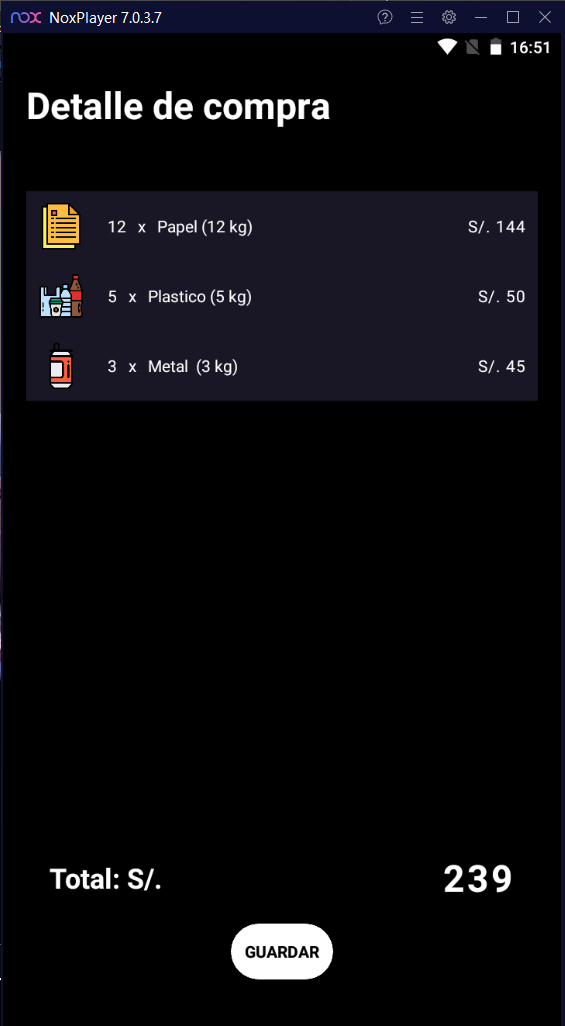 nox NoxPlayer 7.0.3.7
16:51
Detalle de compra
12 x Papel (12 kg) S/. 144
5 x Plastico (5 kg) S/. 50
3 x Metal (3 kg) S/. 45
Total: S/. 239
GUARDAR